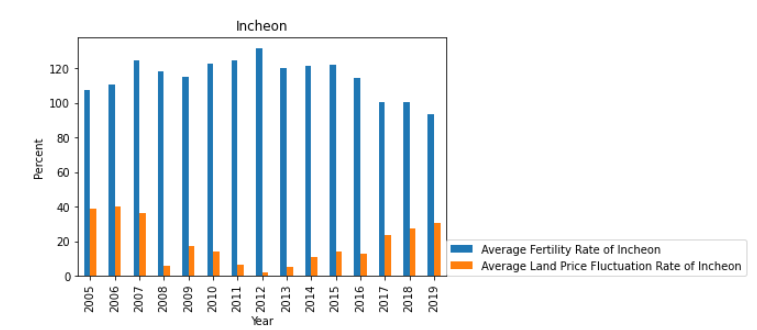 Incheon
Percent
120
100
80
60
40
20
0
2005 2006 2007 2008 2009 2010 2011 2012 2013 2014 2015 2016 2017 2018 2019
Year
Average Fertility Rate of Incheon
Average Land Price Fluctuation Rate of Incheon